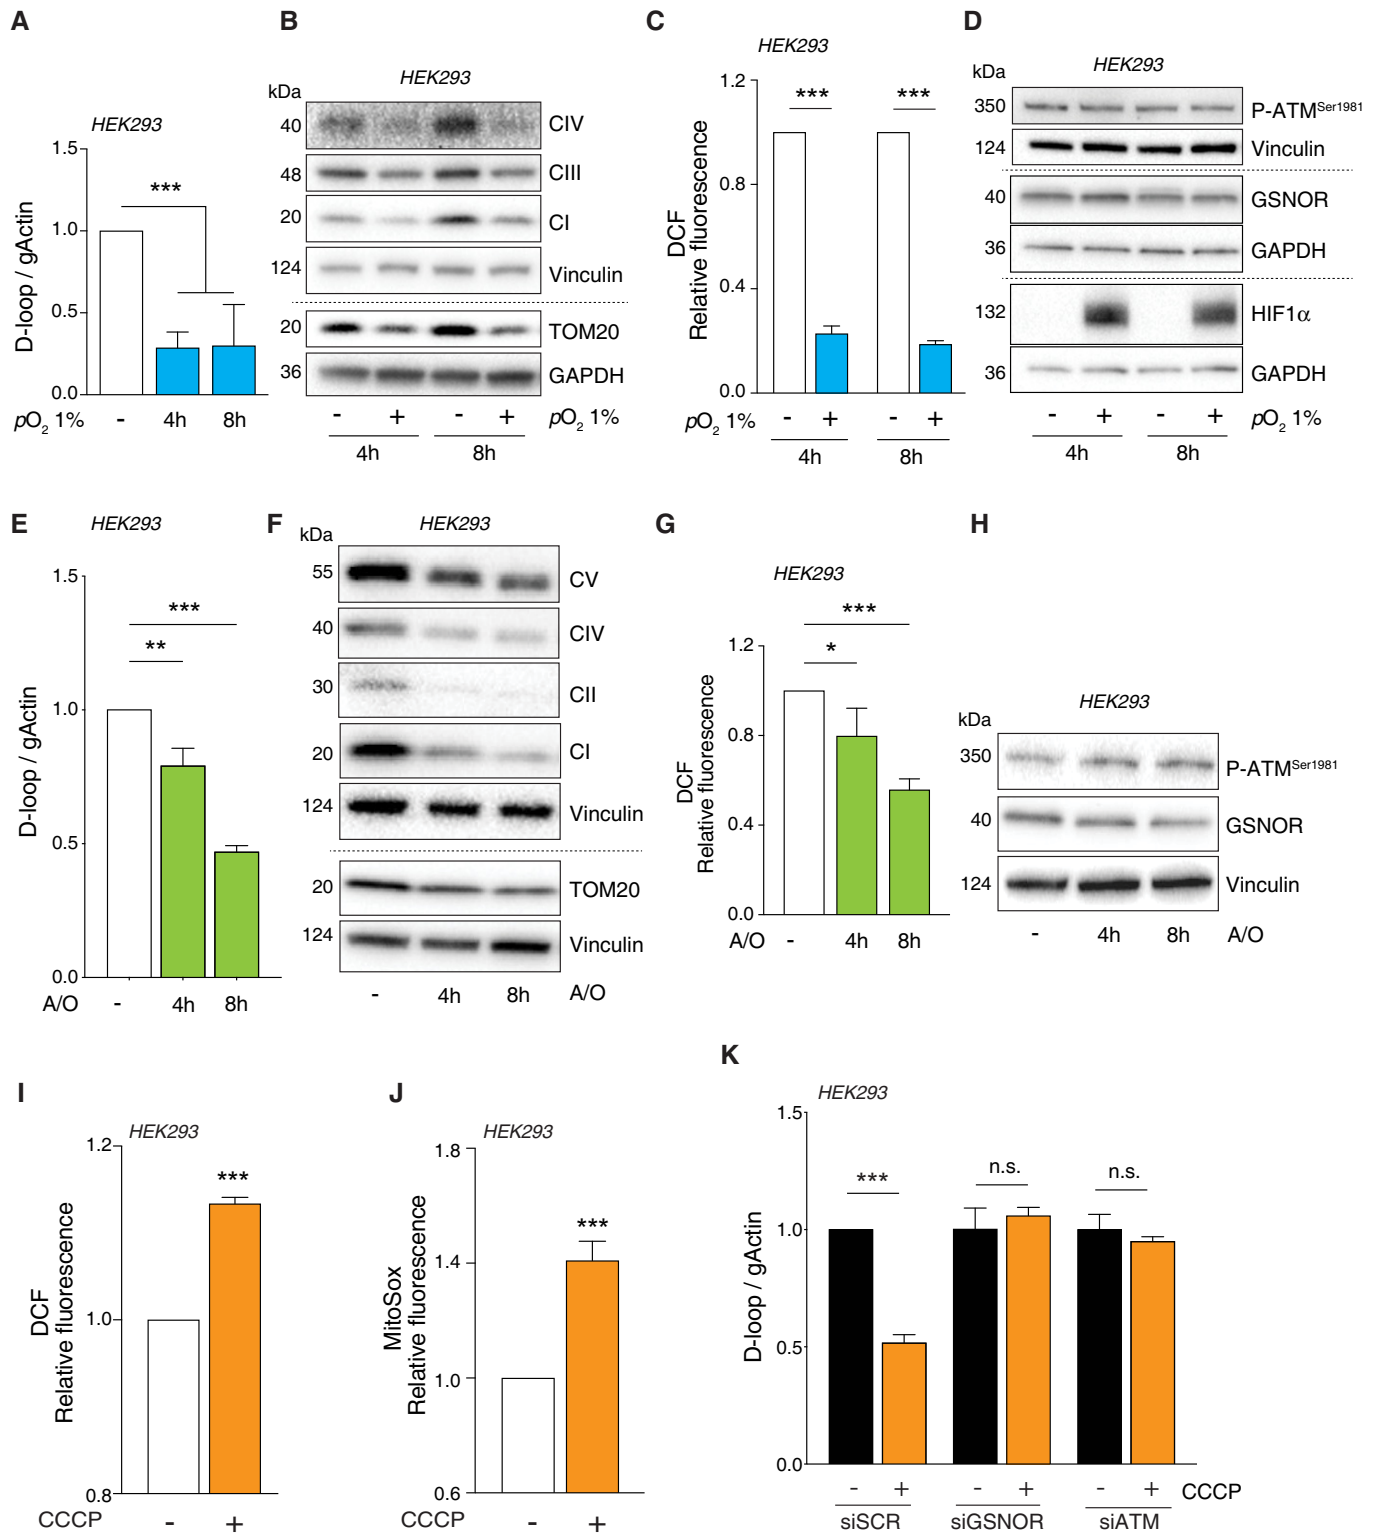 A
HEK293
D-loop / gActin
1.5
1.0
0.5
0.0
***
pO2 1% - 4h 8h
B
HEK293
kDa
40 CIV
48 CIII
20 CI
124 Vinculin
20 TOM20
36 GAPDH
- + - + pO2 1%
4h 8h
C
HEK293
DCF
Relative fluorescence
1.2
0.8
0.4
0.0
*** ***
pO2 1% - + - +
4h 8h
D
HEK293
kDa
350 P-ATMSer1981
124 Vinculin
40 GSNOR
36 GAPDH
132 HIF1α
36 GAPDH
- + - + pO2 1%
4h 8h
E
HEK293
D-loop / gActin
1.5
1.0
0.5
0.0
***
**
A/O - 4h 8h
F
HEK293
kDa
55 CV
40 CIV
30 CII
20 CI
124 Vinculin
20 TOM20
124 Vinculin
- 4h 8h A/O
G
HEK293
DCF
Relative fluorescence
1.2
0.8
0.4
0.0
***
*
A/O - 4h 8h
H
HEK293
kDa
350 P-ATMSer1981
40 GSNOR
124 Vinculin
- 4h 8h A/O
I
HEK293
DCF
Relative fluorescence
1.2
1.0
0.8
***
CCCP - +
J
HEK293
MitoSox
Relative fluorescence
1.8
1.4
1.0
0.6
***
CCCP - +
K
HEK293
D-loop / gActin
1.5
1.0
0.5
0.0
*** n.s. n.s.
- + - + - + CCCP
siSCR siGSNOR siATM